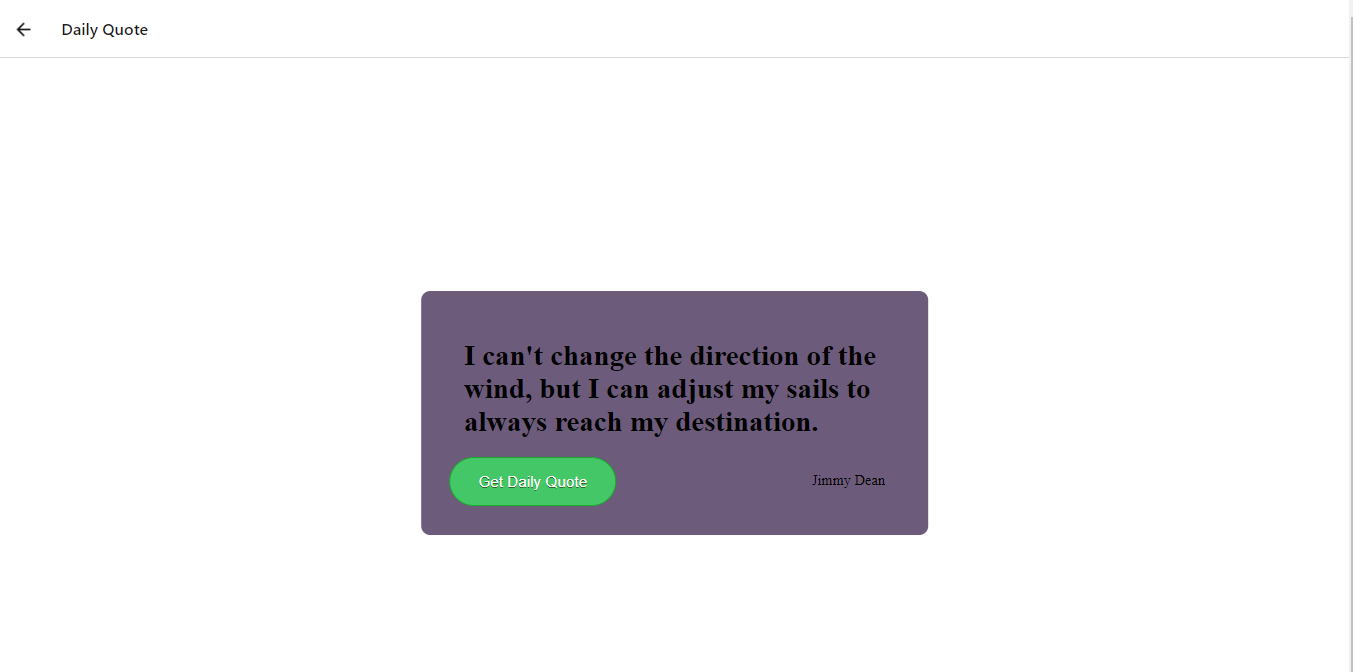 Daily Quote
I can't change the direction of the
wind, but I can adjust my sails to
always reach my destination.
Get Daily Quote
Jimmy Dean